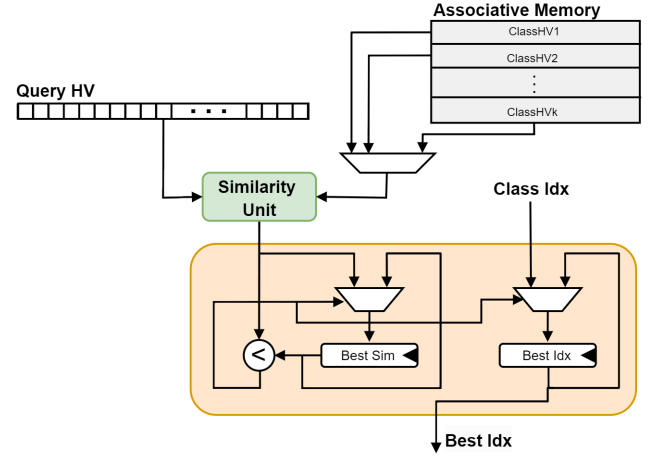 Associative Memory
ClassHV1
ClassHV2
⋮
ClassHVk
Query HV
. . .
Similarity
Unit
Class Idx
<
Best Sim
Best Idx
Best Idx